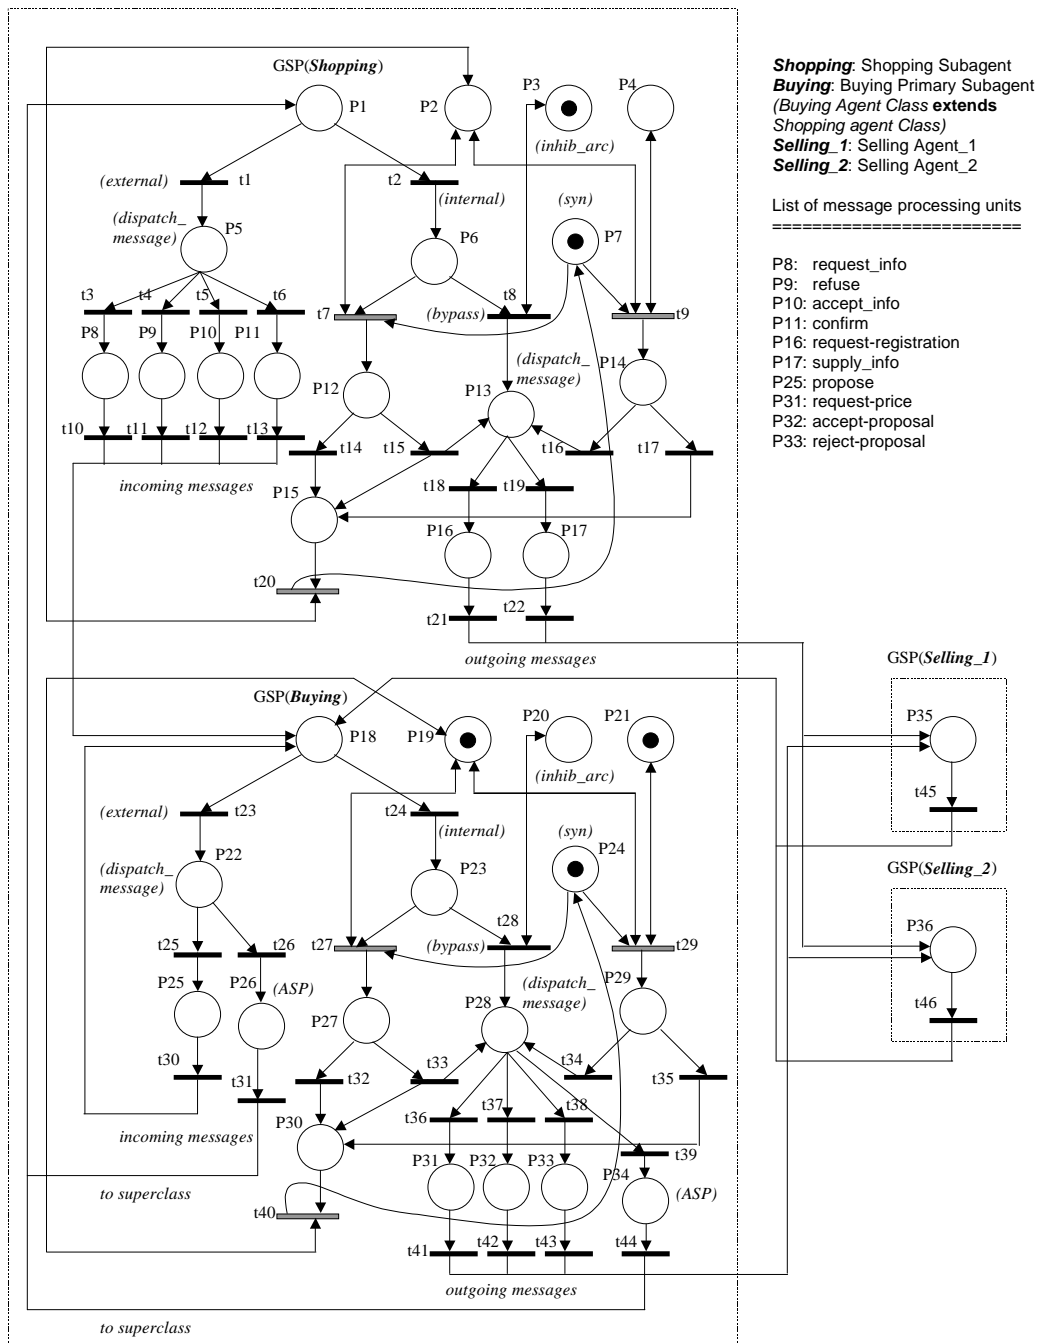 GSP(Shopping)
P1
P2
P3
P4
(inhib_arc)
(external)
t1
t2
(internal)
(syn)
(dispatch_
message)
P5
P6
P7
t3
t4
t5
t6
t7
(bypass)
t8
t9
P8
P9
P10
P11
(dispatch_
message)
P12
P13
P14
t10
t11
t12
t13
t14
t15
t16
t17
incoming messages
P15
t18
t19
P16
P17
t20
t21
t22
outgoing messages
Shopping: Shopping Subagent
Buying: Buying Primary Subagent
(Buying Agent Class extends
Shopping agent Class)
Selling_1: Selling Agent_1
Selling_2: Selling Agent_2
List of message processing units
=========================
P8: request_info
P9: refuse
P10: accept_info
P11: confirm
P16: request-registration
P17: supply_info
P25: propose
P31: request-price
P32: accept-proposal
P33: reject-proposal
GSP(Buying)
P18
P19
P20
P21
(inhib_arc)
(external)
t23
t24
(internal)
(syn)
P22
(dispatch_
message)
P23
P24
t25
t26
t27
(bypass)
t28
t29
P25
P26
(ASP)
(dispatch_
message)
P27
P28
P29
t30
t31
t32
t33
t34
t35
incoming messages
P30
t36
t37
t38
t39
P31
P32
P33
P34
(ASP)
to superclass
t40
t41
t42
t43
t44
outgoing messages
to superclass
GSP(Selling_1)
P35
t45
GSP(Selling_2)
P36
t46